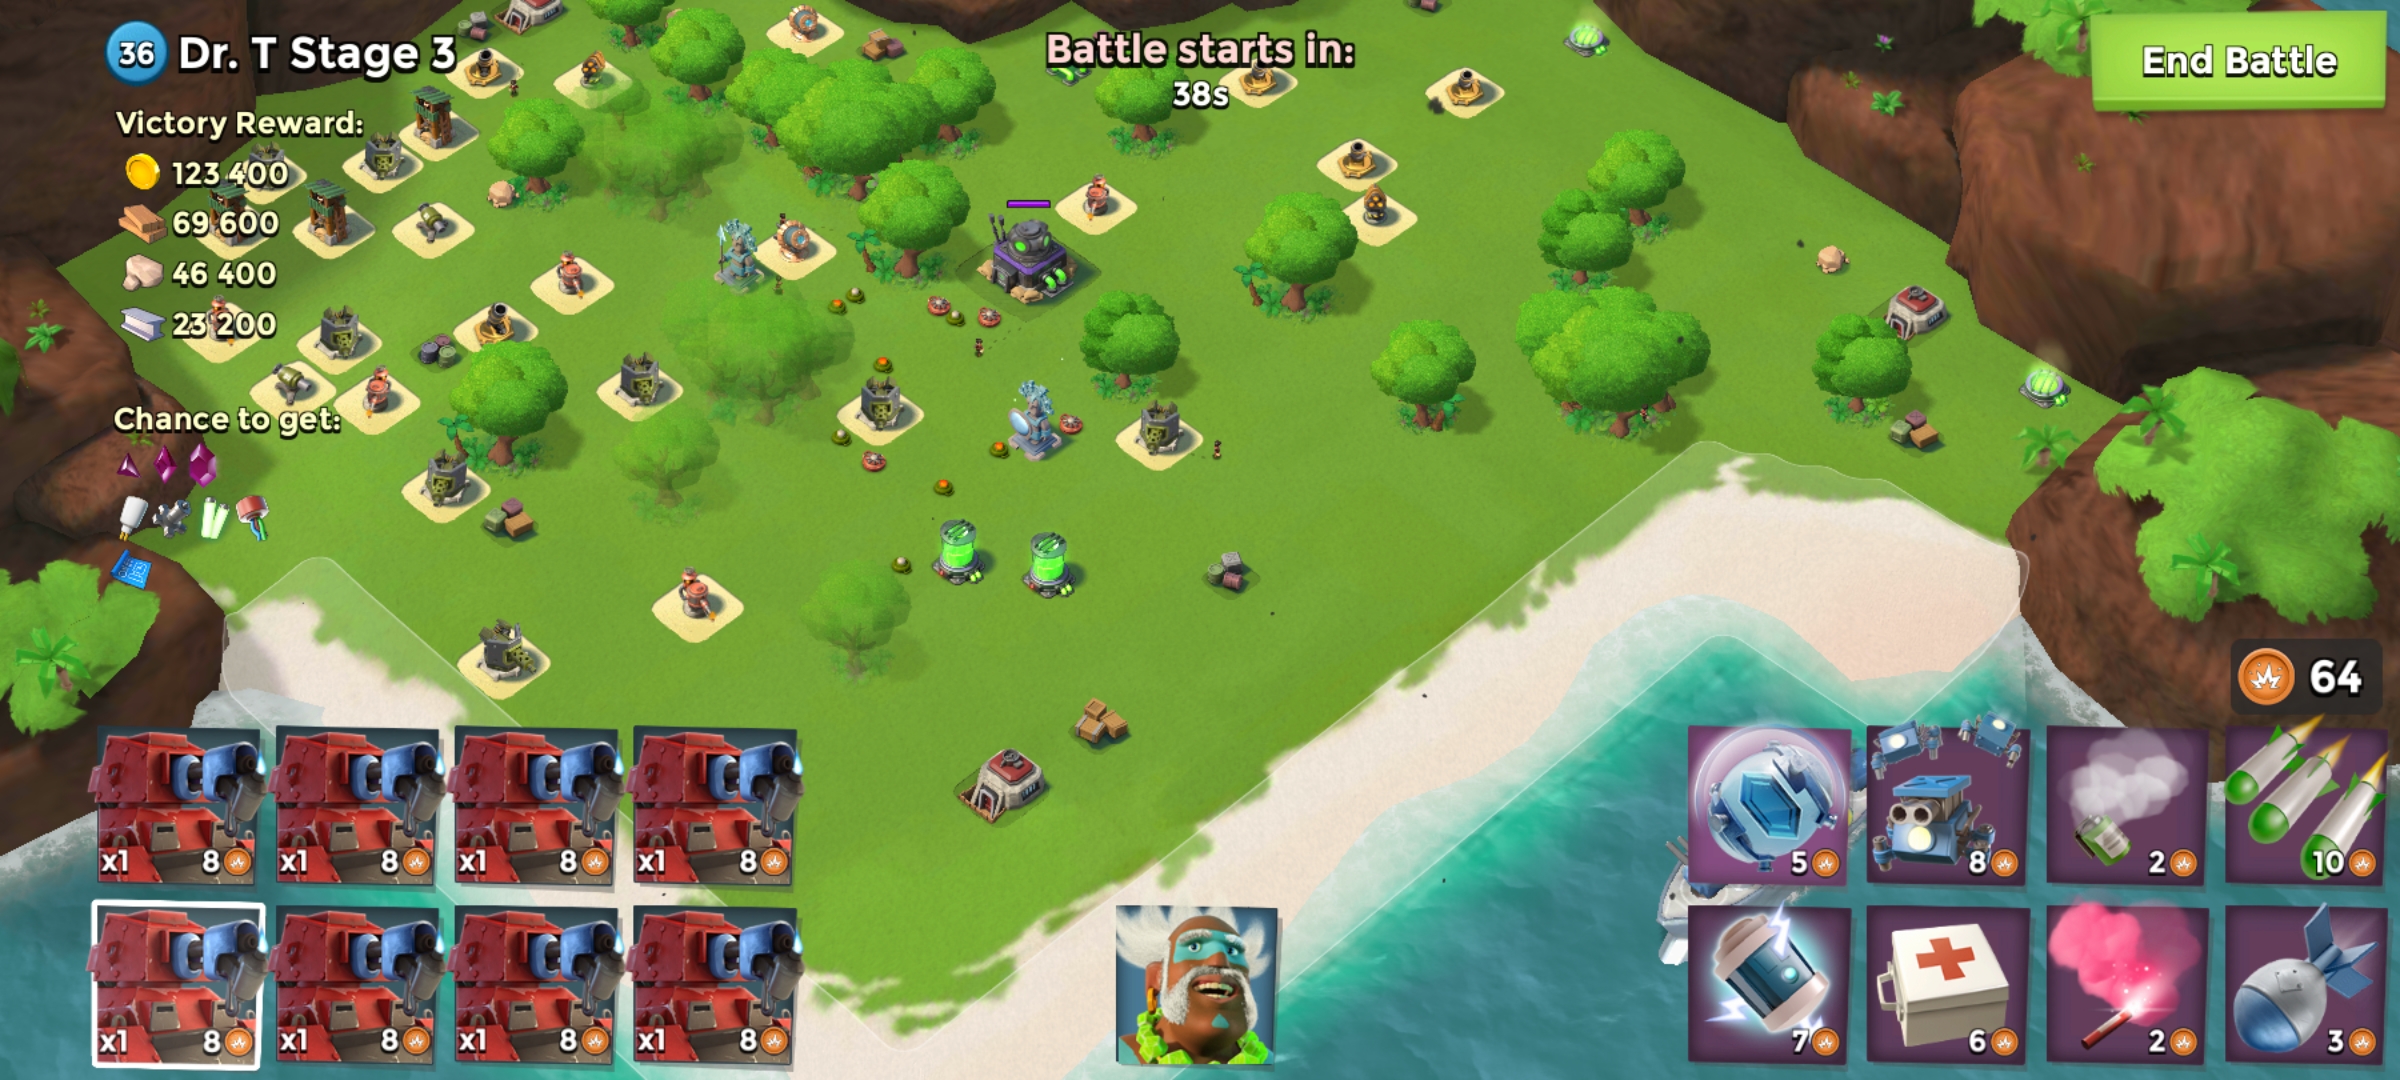 36 Dr. T Stage 3
Battle starts in:
38s
End Battle
Victory Reward:
123 400
69 600
46 400
23 200
Chance to get:
64
x1 8
x1 8
x1 8
x1 8
5
8
2
10
x1 8
x1 8
x1 8
x1 8
7
6
2
3